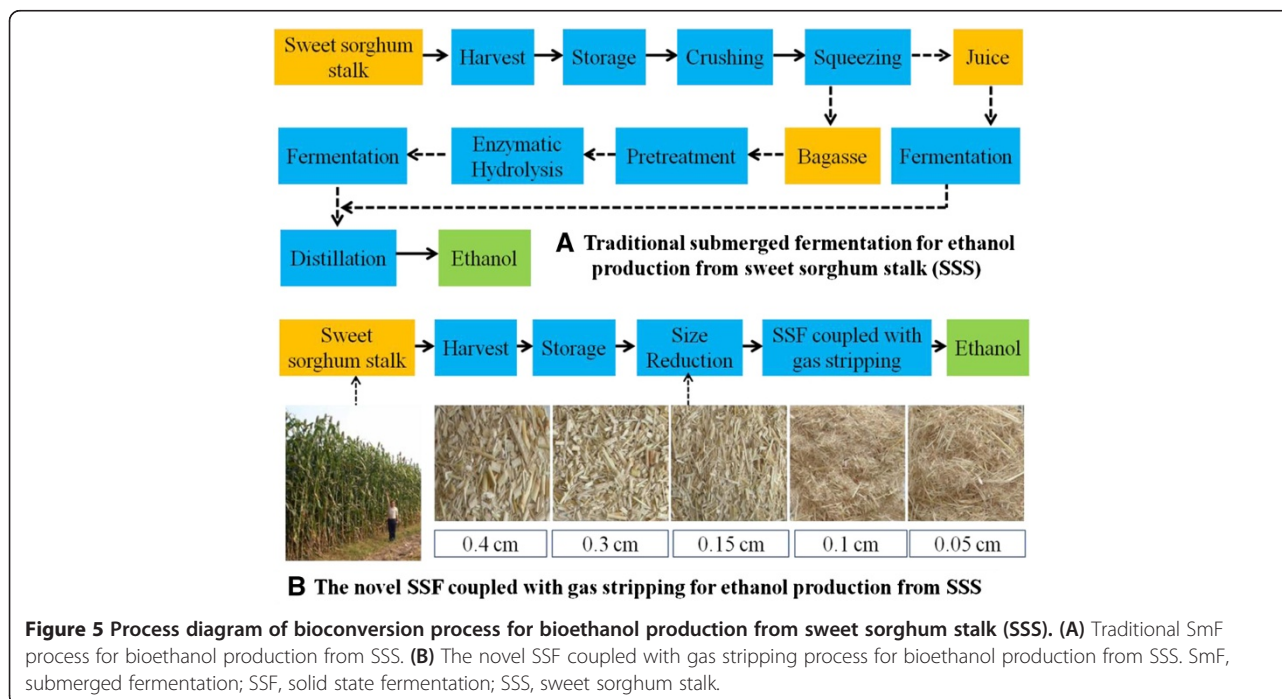 Sweet sorghum
stalk
Harvest
Storage
Crushing
Squeezing
Juice
Fermentation
Enzymatic
Hydrolysis
Pretreatment
Bagasse
Fermentation
Distillation
Ethanol
A Traditional submerged fermentation for ethanol
production from sweet sorghum stalk (SSS)
Sweet
sorghum stalk
Harvest
Storage
Size
Reduction
SSF coupled with
gas stripping
Ethanol
0.4 cm
0.3 cm
0.15 cm
0.1 cm
0.05 cm
B The novel SSF coupled with gas stripping for ethanol production from SSS
Figure 5 Process diagram of bioconversion process for bioethanol production from sweet sorghum stalk (SSS). (A) Traditional SmF
process for bioethanol production from SSS. (B) The novel SSF coupled with gas stripping process for bioethanol production from SSS. SmF,
submerged fermentation; SSF, solid state fermentation; SSS, sweet sorghum stalk.